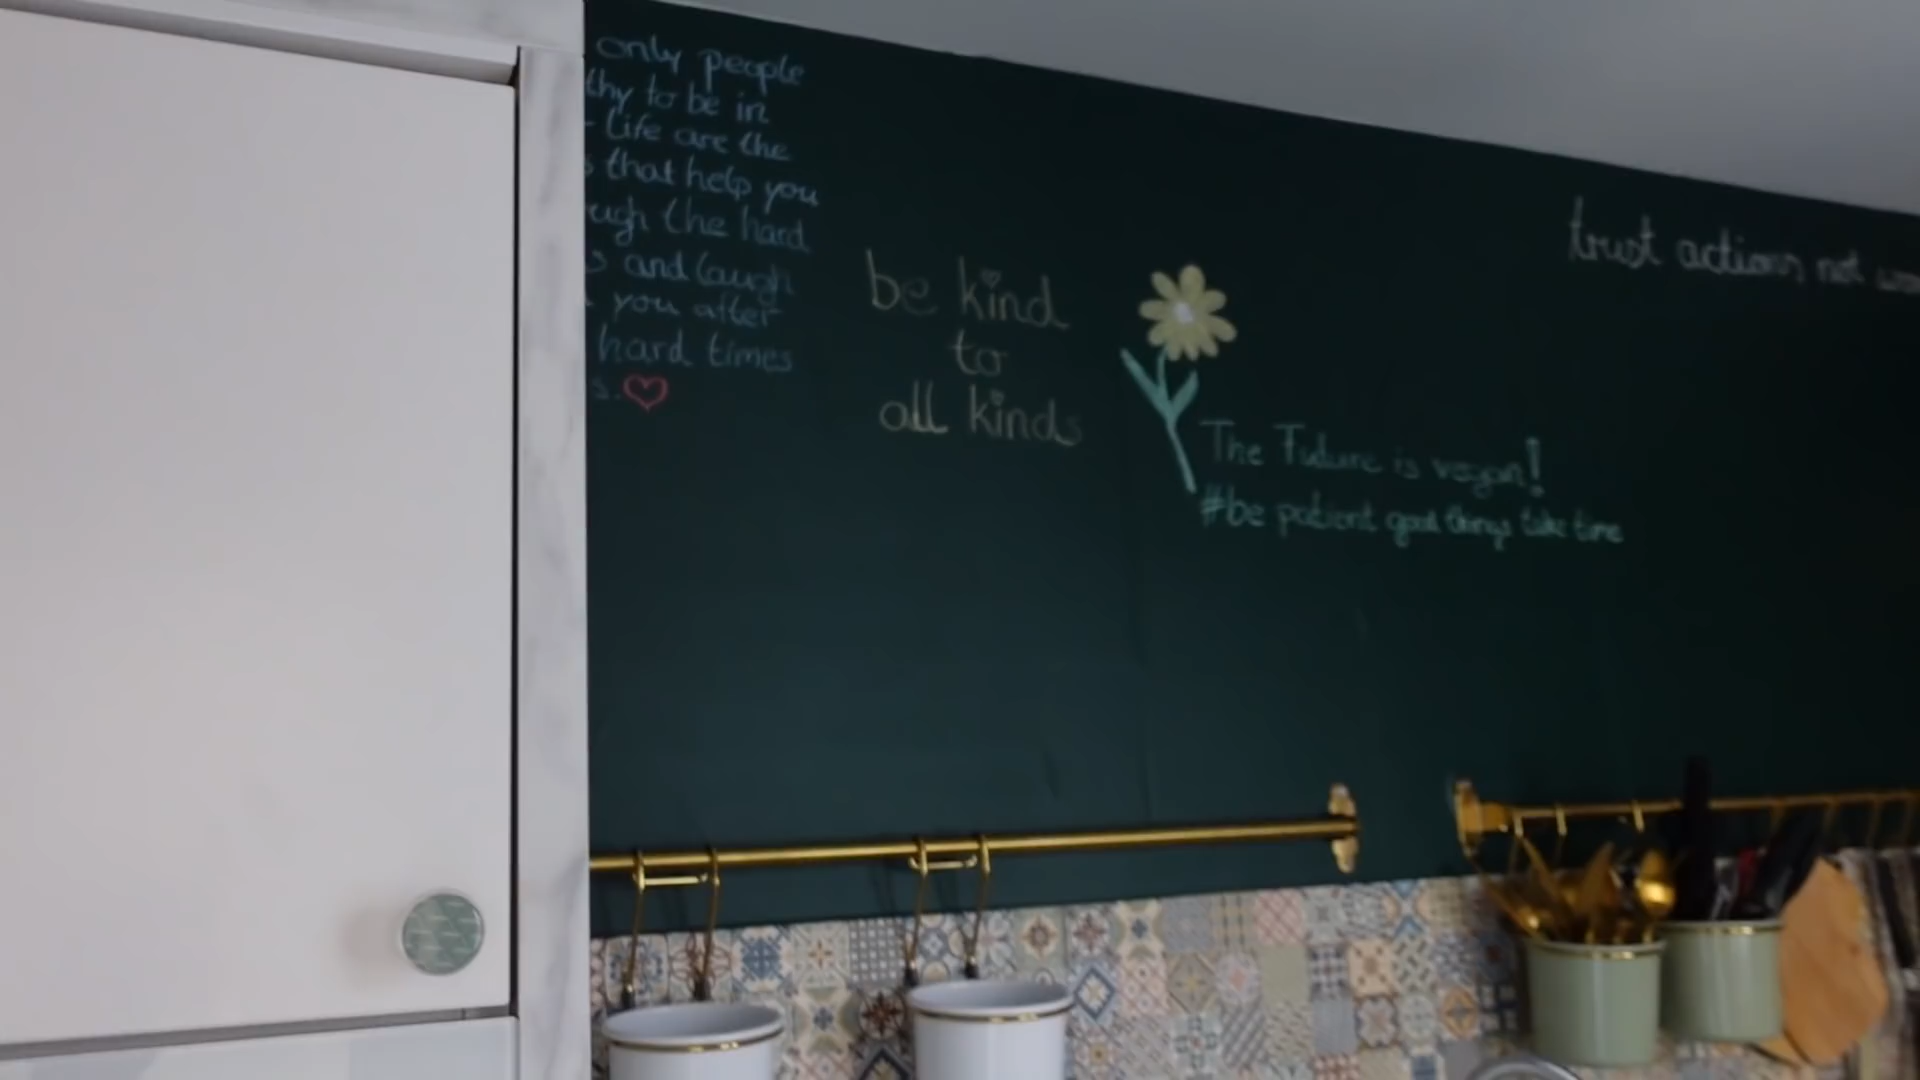 only people
thy to be in
life are the
that help you
ugh the hard
s and laugh
you after
hard times
s.
be kind
to
all kinds
The Future is vegan!
#be patient good things take time
trust actions not wo